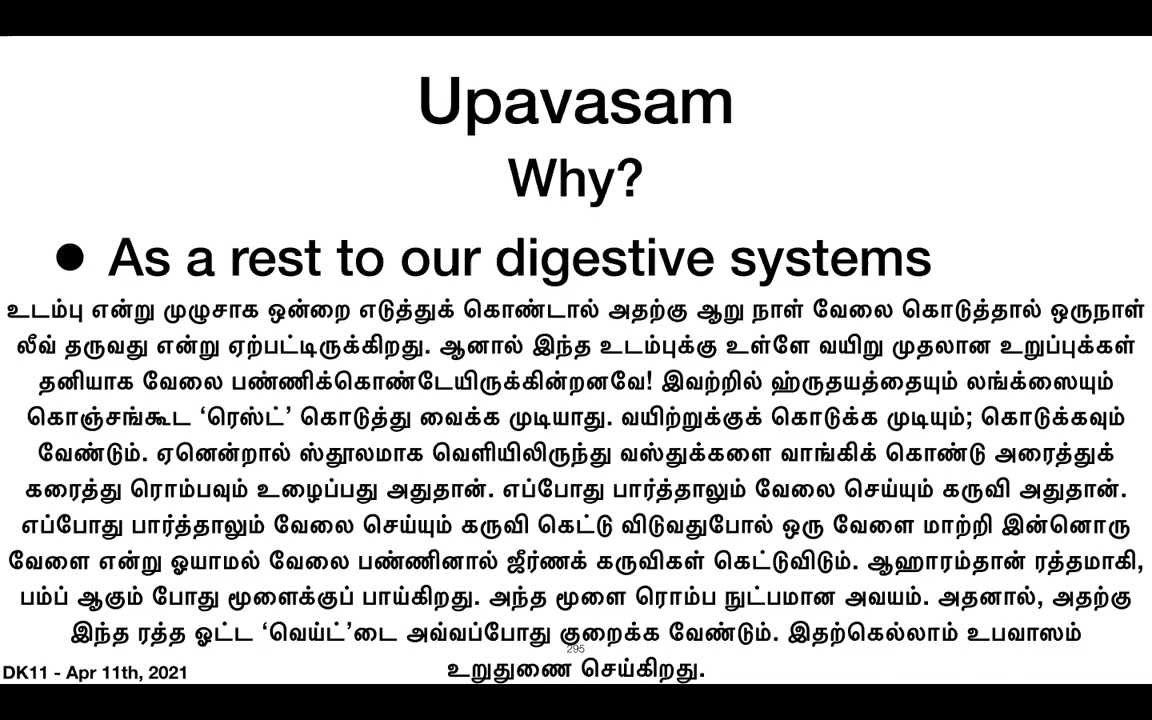 Upavasam
Why?
● As a rest to our digestive systems
உடம்பு என்று முழுசாக ஒன்றை எடுத்துக் கொண்டால் அதற்கு ஆறு நாள் வேலை கொடுத்தால் ஒருநாள்
லீவ் தருவது என்று ஏற்பட்டிருக்கிறது. ஆனால் இந்த உடம்புக்கு உள்ளே வயிறு முதலான உறுப்புக்கள்
தனியாக வேலை பண்ணிக்கொண்டேயிருக்கின்றனவே! இவற்றில் ஹ்ருதயத்தையும் லங்க்ஸையும்
கொஞ்சங்கூட ‘ரெஸ்ட்’ கொடுத்து வைக்க முடியாது. வயிற்றுக்குக் கொடுக்க முடியும்; கொடுக்கவும்
வேண்டும். ஏனென்றால் ஸ்தூலமாக வெளியிலிருந்து வஸ்துக்களை வாங்கிக் கொண்டு அரைத்துக்
கரைத்து ரொம்பவும் உழைப்பது அதுதான். எப்போது பார்த்தாலும் வேலை செய்யும் கருவி அதுதான்.
எப்போது பார்த்தாலும் வேலை செய்யும் கருவி கெட்டு விடுவதுபோல் ஒரு வேளை மாற்றி இன்னொரு
வேளை என்று ஓயாமல் வேலை பண்ணினால் ஜீர்ணக் கருவிகள் கெட்டுவிடும். ஆஹாரம்தான் ரத்தமாகி,
பம்ப் ஆகும் போது மூளைக்குப் பாய்கிறது. அந்த மூளை ரொம்ப நுட்பமான அவயம். அதனால், அதற்கு
இந்த ரத்த ஓட்ட ‘வெய்ட்’டை அவ்வப்போது குறைக்க வேண்டும். இதற்கெல்லாம் உபவாஸம்
உறுதுணை செய்கிறது.
295
DK11 - Apr 11th, 2021